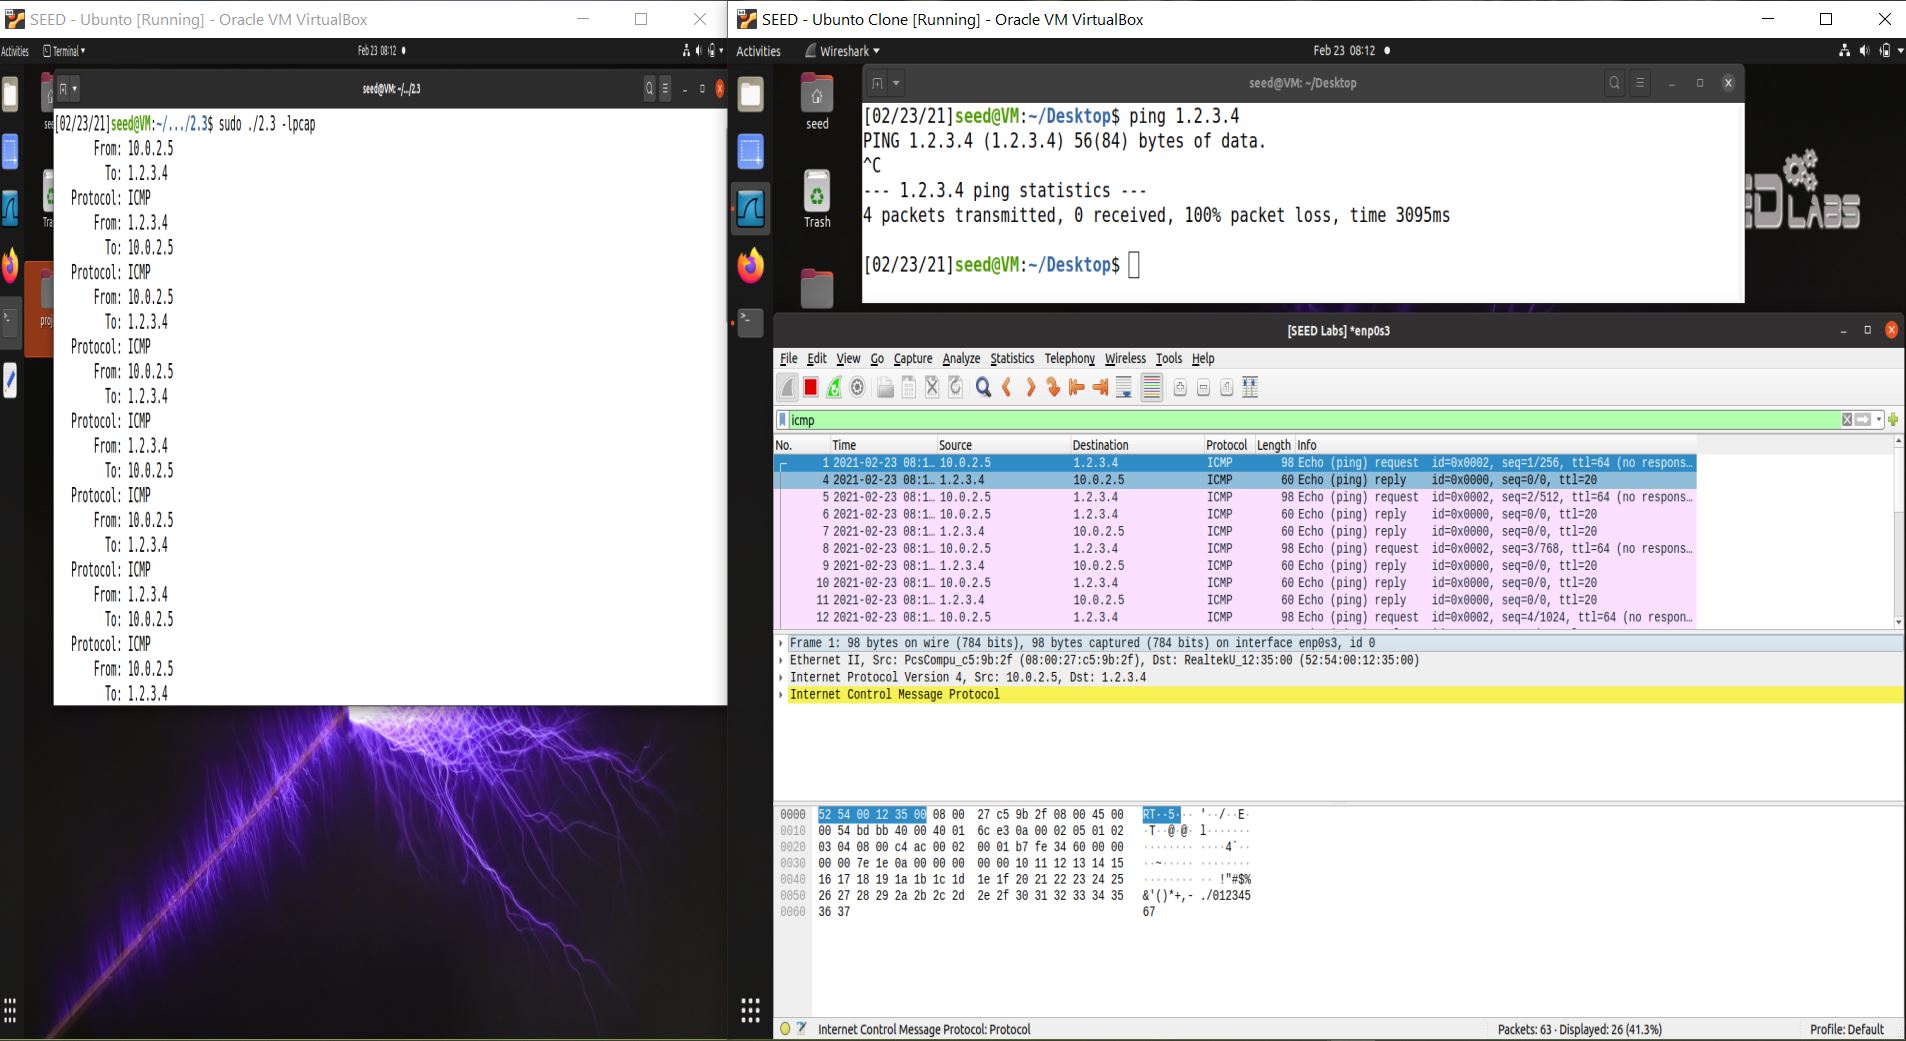 SEED - Ubunto [Running] - Oracle VM VirtualBox
Activities Terminal Feb 23 08:12
seed@VM: ~/.../2.3
[02/23/21]seed@VM:~/.../2.3$ sudo ./2.3 -lpcap
From: 10.0.2.5
To: 1.2.3.4
Protocol: ICMP
From: 1.2.3.4
To: 10.0.2.5
Protocol: ICMP
From: 10.0.2.5
To: 1.2.3.4
Protocol: ICMP
From: 10.0.2.5
To: 1.2.3.4
Protocol: ICMP
From: 1.2.3.4
To: 10.0.2.5
Protocol: ICMP
From: 10.0.2.5
To: 1.2.3.4
Protocol: ICMP
From: 1.2.3.4
To: 10.0.2.5
Protocol: ICMP
From: 10.0.2.5
To: 1.2.3.4
SEED - Ubunto Clone [Running] - Oracle VM VirtualBox
Activities Wireshark Feb 23 08:12
seed
Trash
seed@VM: ~/Desktop
[02/23/21]seed@VM:~/Desktop$ ping 1.2.3.4
PING 1.2.3.4 (1.2.3.4) 56(84) bytes of data.
^C
--- 1.2.3.4 ping statistics ---
4 packets transmitted, 0 received, 100% packet loss, time 3095ms
[02/23/21]seed@VM:~/Desktop$
ED LABS
[SEED Labs] *enp0s3
File Edit View Go Capture Analyze Statistics Telephony Wireless Tools Help
icmp
No. Time Source Destination Protocol Length Info
1 2021-02-23 08:1… 10.0.2.5 1.2.3.4 ICMP 98 Echo (ping) request id=0x0002, seq=1/256, ttl=64 (no respons…
4 2021-02-23 08:1… 1.2.3.4 10.0.2.5 ICMP 60 Echo (ping) reply id=0x0000, seq=0/0, ttl=20
5 2021-02-23 08:1… 10.0.2.5 1.2.3.4 ICMP 98 Echo (ping) request id=0x0002, seq=2/512, ttl=64 (no respons…
6 2021-02-23 08:1… 10.0.2.5 1.2.3.4 ICMP 60 Echo (ping) reply id=0x0000, seq=0/0, ttl=20
7 2021-02-23 08:1… 1.2.3.4 10.0.2.5 ICMP 60 Echo (ping) reply id=0x0000, seq=0/0, ttl=20
8 2021-02-23 08:1… 10.0.2.5 1.2.3.4 ICMP 98 Echo (ping) request id=0x0002, seq=3/768, ttl=64 (no respons…
9 2021-02-23 08:1… 1.2.3.4 10.0.2.5 ICMP 60 Echo (ping) reply id=0x0000, seq=0/0, ttl=20
10 2021-02-23 08:1… 10.0.2.5 1.2.3.4 ICMP 60 Echo (ping) reply id=0x0000, seq=0/0, ttl=20
11 2021-02-23 08:1… 1.2.3.4 10.0.2.5 ICMP 60 Echo (ping) reply id=0x0000, seq=0/0, ttl=20
12 2021-02-23 08:1… 10.0.2.5 1.2.3.4 ICMP 98 Echo (ping) request id=0x0002, seq=4/1024, ttl=64 (no respon…
Frame 1: 98 bytes on wire (784 bits), 98 bytes captured (784 bits) on interface enp0s3, id 0
Ethernet II, Src: PcsCompu_c5:9b:2f (08:00:27:c5:9b:2f), Dst: RealtekU_12:35:00 (52:54:00:12:35:00)
Internet Protocol Version 4, Src: 10.0.2.5, Dst: 1.2.3.4
Internet Control Message Protocol
0000 52 54 00 12 35 00 08 00 27 c5 9b 2f 08 00 45 00 RT··5··· '··/··E·
0010 00 54 bd bb 40 00 40 01 6c e3 0a 00 02 05 01 02 ·T··@·@· l·······
0020 03 04 08 00 c4 ac 00 02 00 01 b7 fe 34 60 00 00 ········ ····4`··
0030 00 00 7e 1e 0a 00 00 00 00 00 10 11 12 13 14 15 ··~····· ········
0040 16 17 18 19 1a 1b 1c 1d 1e 1f 20 21 22 23 24 25 ········ ·· !"#$%
0050 26 27 28 29 2a 2b 2c 2d 2e 2f 30 31 32 33 34 35 &'()*+,- ./012345
0060 36 37 67
Internet Control Message Protocol: Protocol Packets: 63 · Displayed: 26 (41.3%) Profile: Default